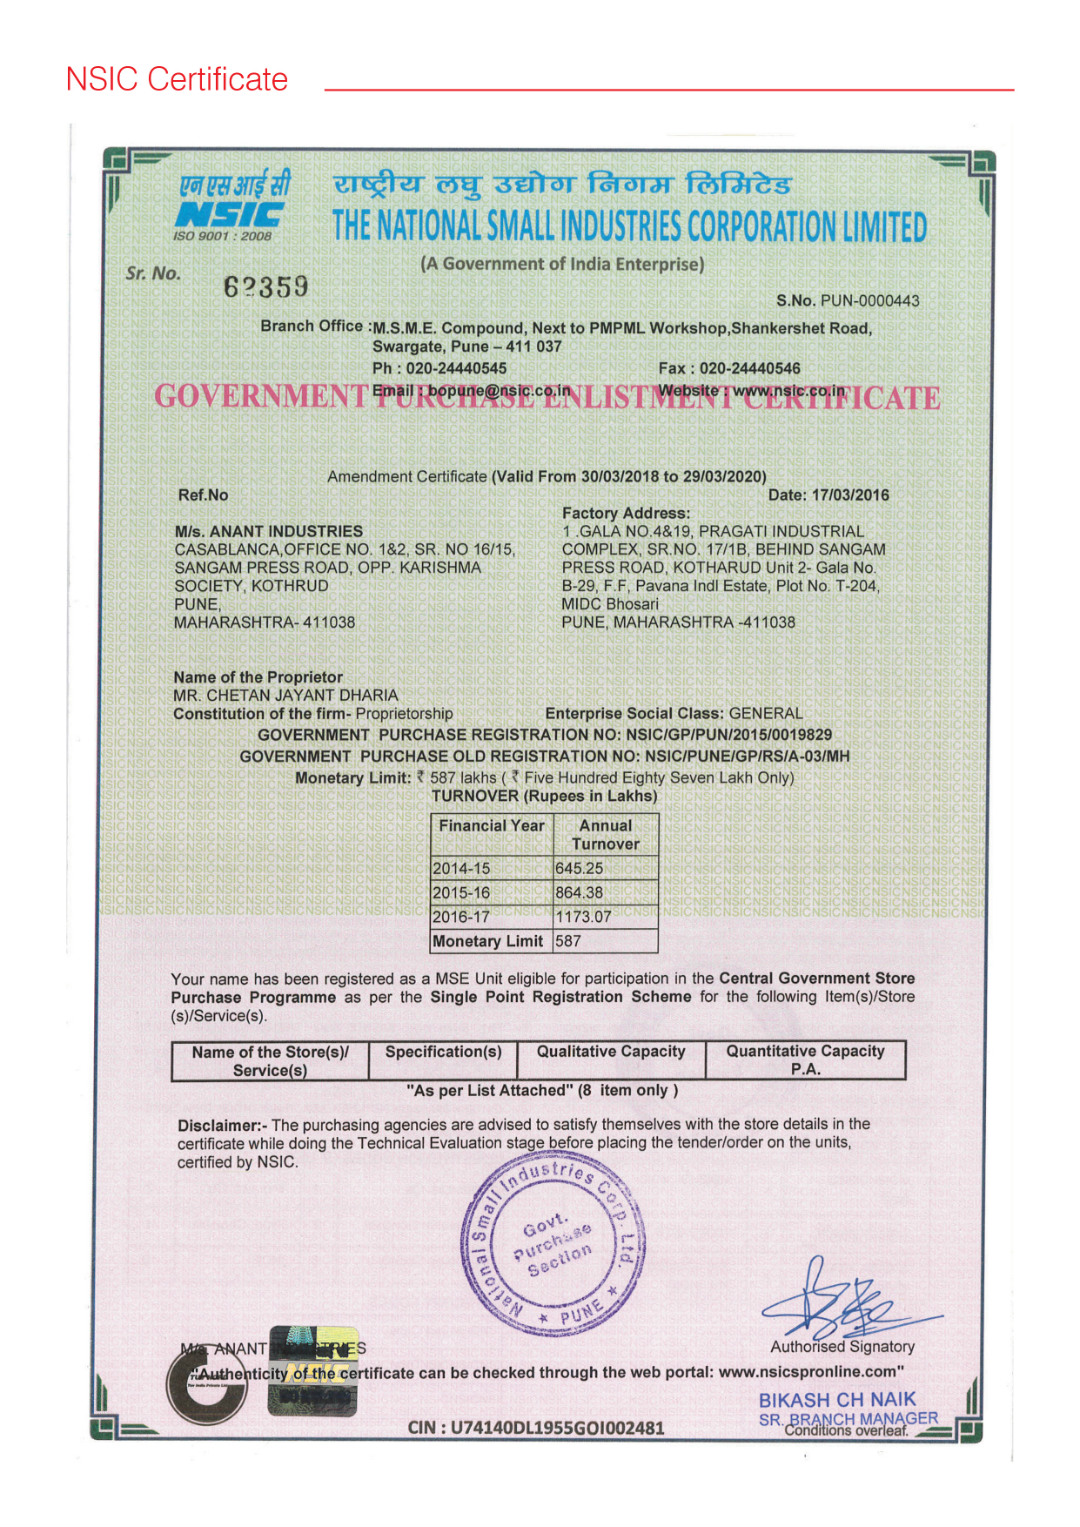 NSIC Certificate
एन एस आई सी
NSIC
ISO 9001 : 2008
राष्ट्रीय लघु उद्योग निगम लिमिटेड
THE NATIONAL SMALL INDUSTRIES CORPORATION LIMITED
(A Government of India Enterprise)
Sr. No. 62359
S.No. PUN-0000443
Branch Office :M.S.M.E. Compound, Next to PMPML Workshop,Shankershet Road,
Swargate, Pune – 411 037
Ph : 020-24440545 Fax : 020-24440546
Email : bopune@nsic.co.in Website : www.nsic.co.in
GOVERNMENT PURCHASE ENLISTMENT CERTIFICATE
Amendment Certificate (Valid From 30/03/2018 to 29/03/2020)
Ref.No Date: 17/03/2016
M/s. ANANT INDUSTRIES
CASABLANCA,OFFICE NO. 1&2, SR. NO 16/15,
SANGAM PRESS ROAD, OPP. KARISHMA
SOCIETY, KOTHRUD
PUNE,
MAHARASHTRA- 411038
Factory Address:
1 .GALA NO.4&19, PRAGATI INDUSTRIAL
COMPLEX, SR.NO. 17/1B, BEHIND SANGAM
PRESS ROAD, KOTHARUD Unit 2- Gala No.
B-29, F.F, Pavana Indl Estate, Plot No. T-204,
MIDC Bhosari
PUNE, MAHARASHTRA -411038
Name of the Proprietor
MR. CHETAN JAYANT DHARIA
Constitution of the firm- Proprietorship Enterprise Social Class: GENERAL
GOVERNMENT PURCHASE REGISTRATION NO: NSIC/GP/PUN/2015/0019829
GOVERNMENT PURCHASE OLD REGISTRATION NO: NSIC/PUNE/GP/RS/A-03/MH
Monetary Limit: ₹ 587 lakhs ( ₹ Five Hundred Eighty Seven Lakh Only)
TURNOVER (Rupees in Lakhs)
Financial Year Annual
Turnover
2014-15 645.25
2015-16 864.38
2016-17 1173.07
Monetary Limit 587
Your name has been registered as a MSE Unit eligible for participation in the Central Government Store
Purchase Programme as per the Single Point Registration Scheme for the following Item(s)/Store
(s)/Service(s).
Name of the Store(s)/ Specification(s) Qualitative Capacity Quantitative Capacity
Service(s) P.A.
"As per List Attached" (8 item only )
Disclaimer:- The purchasing agencies are advised to satisfy themselves with the store details in the
certificate while doing the Technical Evaluation stage before placing the tender/order on the units,
certified by NSIC.
National Small Industries Corp. Ltd.
Govt.
Purchase
Section
* PUNE *
Authorised Signatory
M/s. ANANT INDUSTRIES
NSIC
"Authenticity of the certificate can be checked through the web portal: www.nsicspronline.com"
BIKASH CH NAIK
SR. BRANCH MANAGER
CIN : U74140DL1955GOI002481
Conditions overleaf.